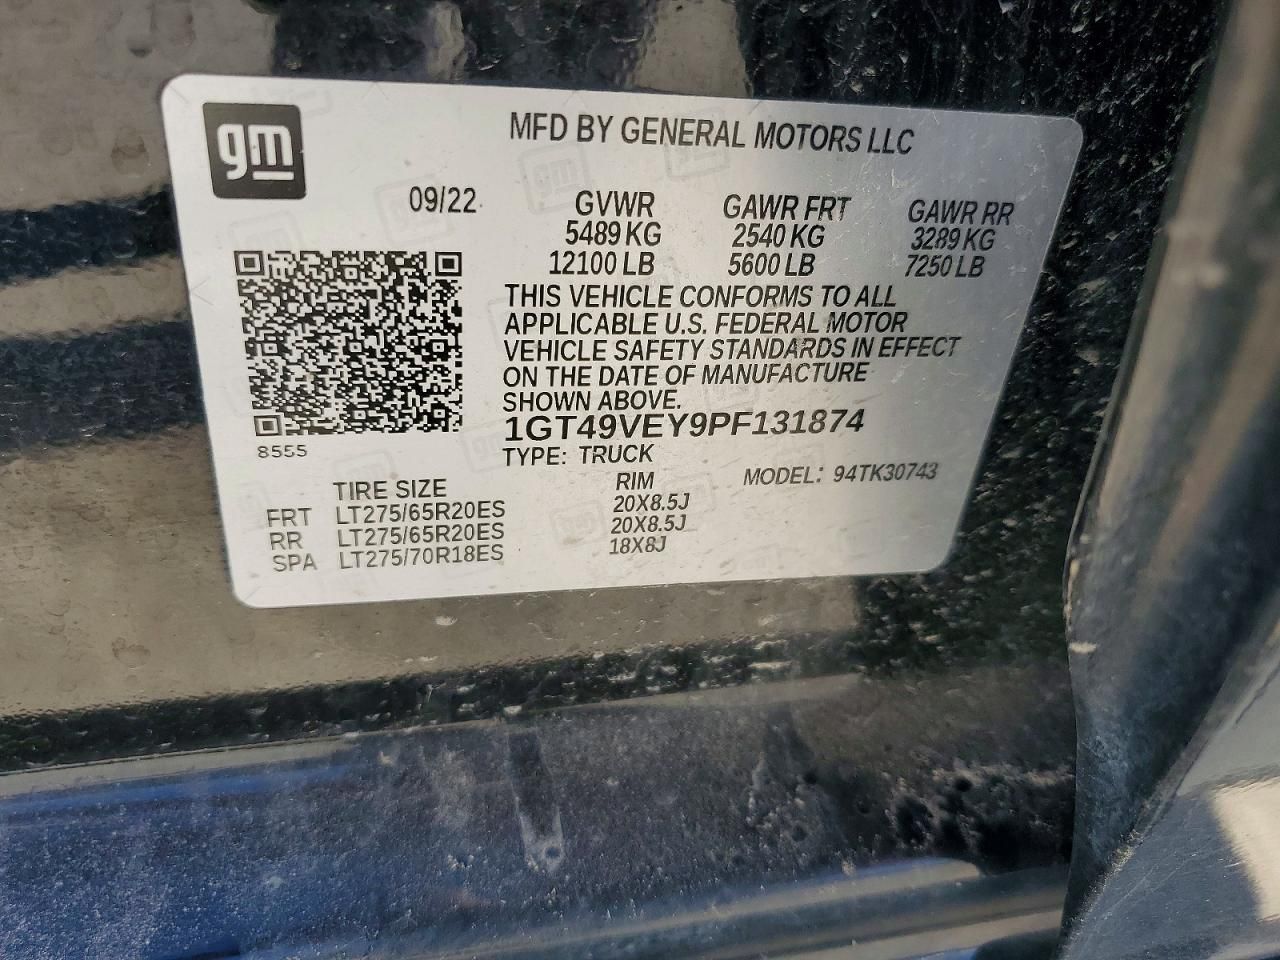 gm
MFD BY GENERAL MOTORS LLC
09/22
GVWR GAWR FRT GAWR RR
5489 KG 2540 KG 3289 KG
12100 LB 5600 LB 7250 LB
THIS VEHICLE CONFORMS TO ALL
APPLICABLE U.S. FEDERAL MOTOR
VEHICLE SAFETY STANDARDS IN EFFECT
ON THE DATE OF MANUFACTURE
SHOWN ABOVE.
1GT49VEY9PF131874
8555
TYPE: TRUCK
MODEL: 94TK30743
TIRE SIZE RIM
FRT LT275/65R20ES 20X8.5J
RR LT275/65R20ES 20X8.5J
SPA LT275/70R18ES 18X8J